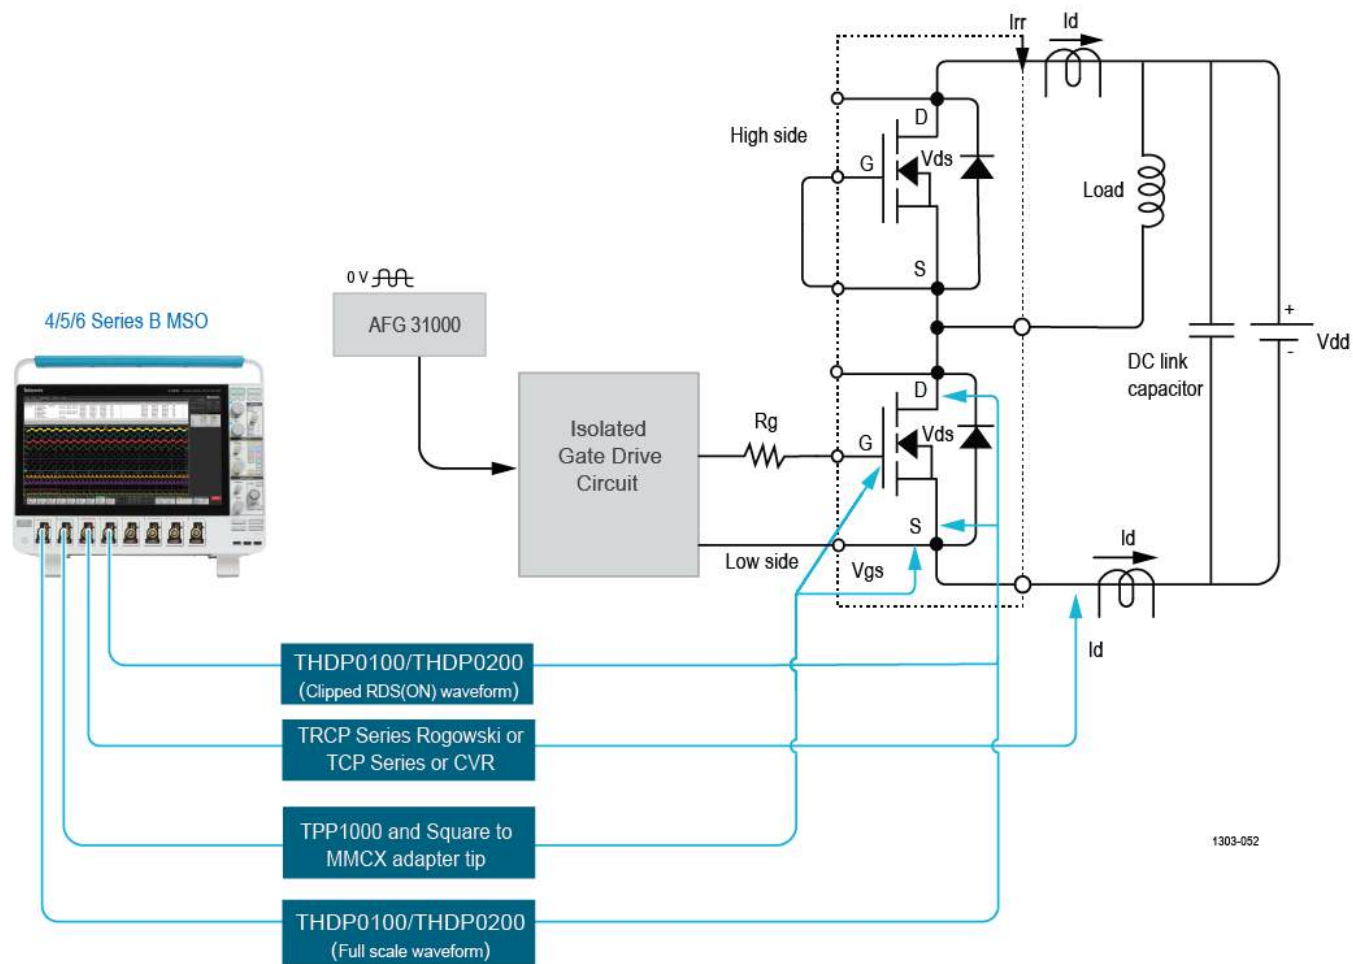 Irr
Id
D
High side
G
Vds
Load
S
0 V
AFG 31000
4/5/6 Series B MSO
Tektronix
+
Vdd
-
DC link
capacitor
Isolated
Gate Drive
Circuit
Rg
D
G
Vds
S
Low side
Vgs
Id
Id
THDP0100/THDP0200
(Clipped RDS(ON) waveform)
TRCP Series Rogowski or
TCP Series or CVR
TPP1000 and Square to
MMCX adapter tip
1303-052
THDP0100/THDP0200
(Full scale waveform)